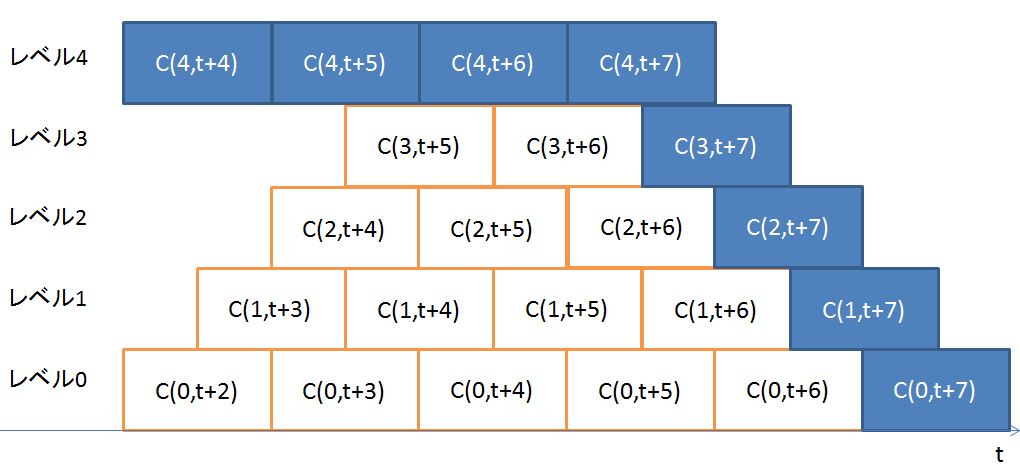 レベル4 C(4,t+4) C(4,t+5) C(4,t+6) C(4,t+7)
レベル3 C(3,t+5) C(3,t+6) C(3,t+7)
レベル2 C(2,t+4) C(2,t+5) C(2,t+6) C(2,t+7)
レベル1 C(1,t+3) C(1,t+4) C(1,t+5) C(1,t+6) C(1,t+7)
レベル0 C(0,t+2) C(0,t+3) C(0,t+4) C(0,t+5) C(0,t+6) C(0,t+7)
t